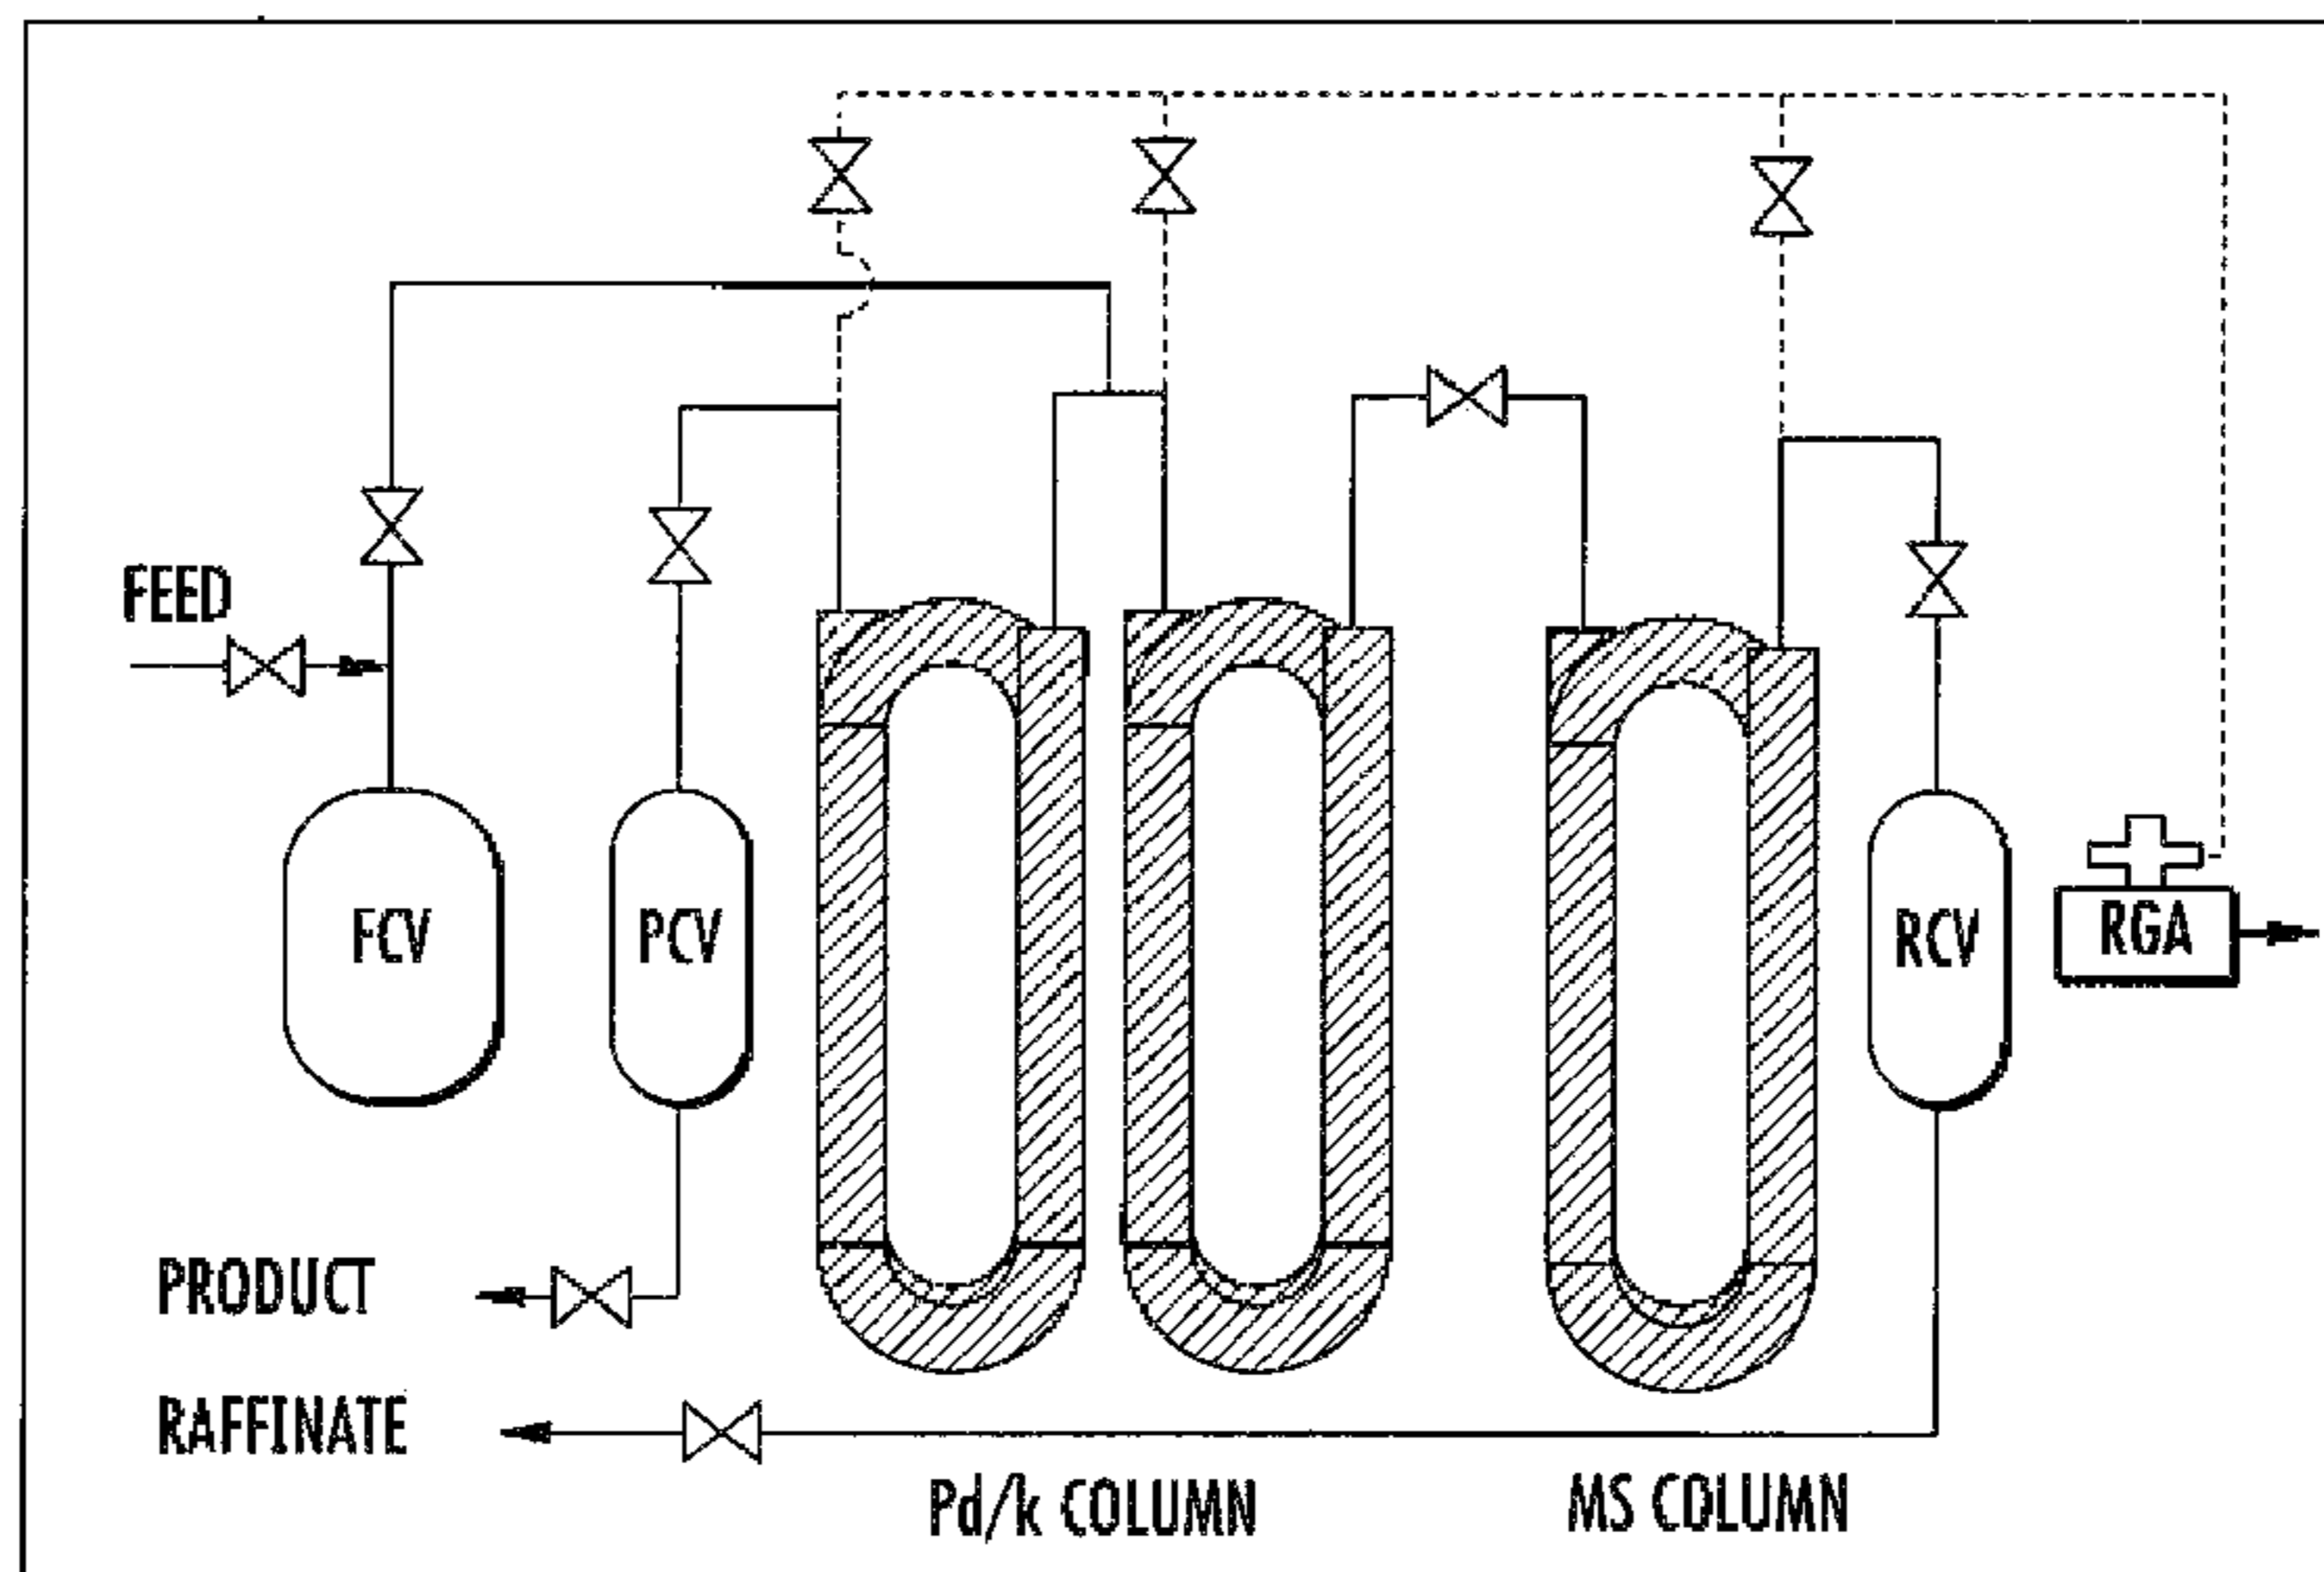 FEED
FCV
PCV
RCV
RGA
PRODUCT
RAFFINATE
Pd/k COLUMN
MS COLUMN